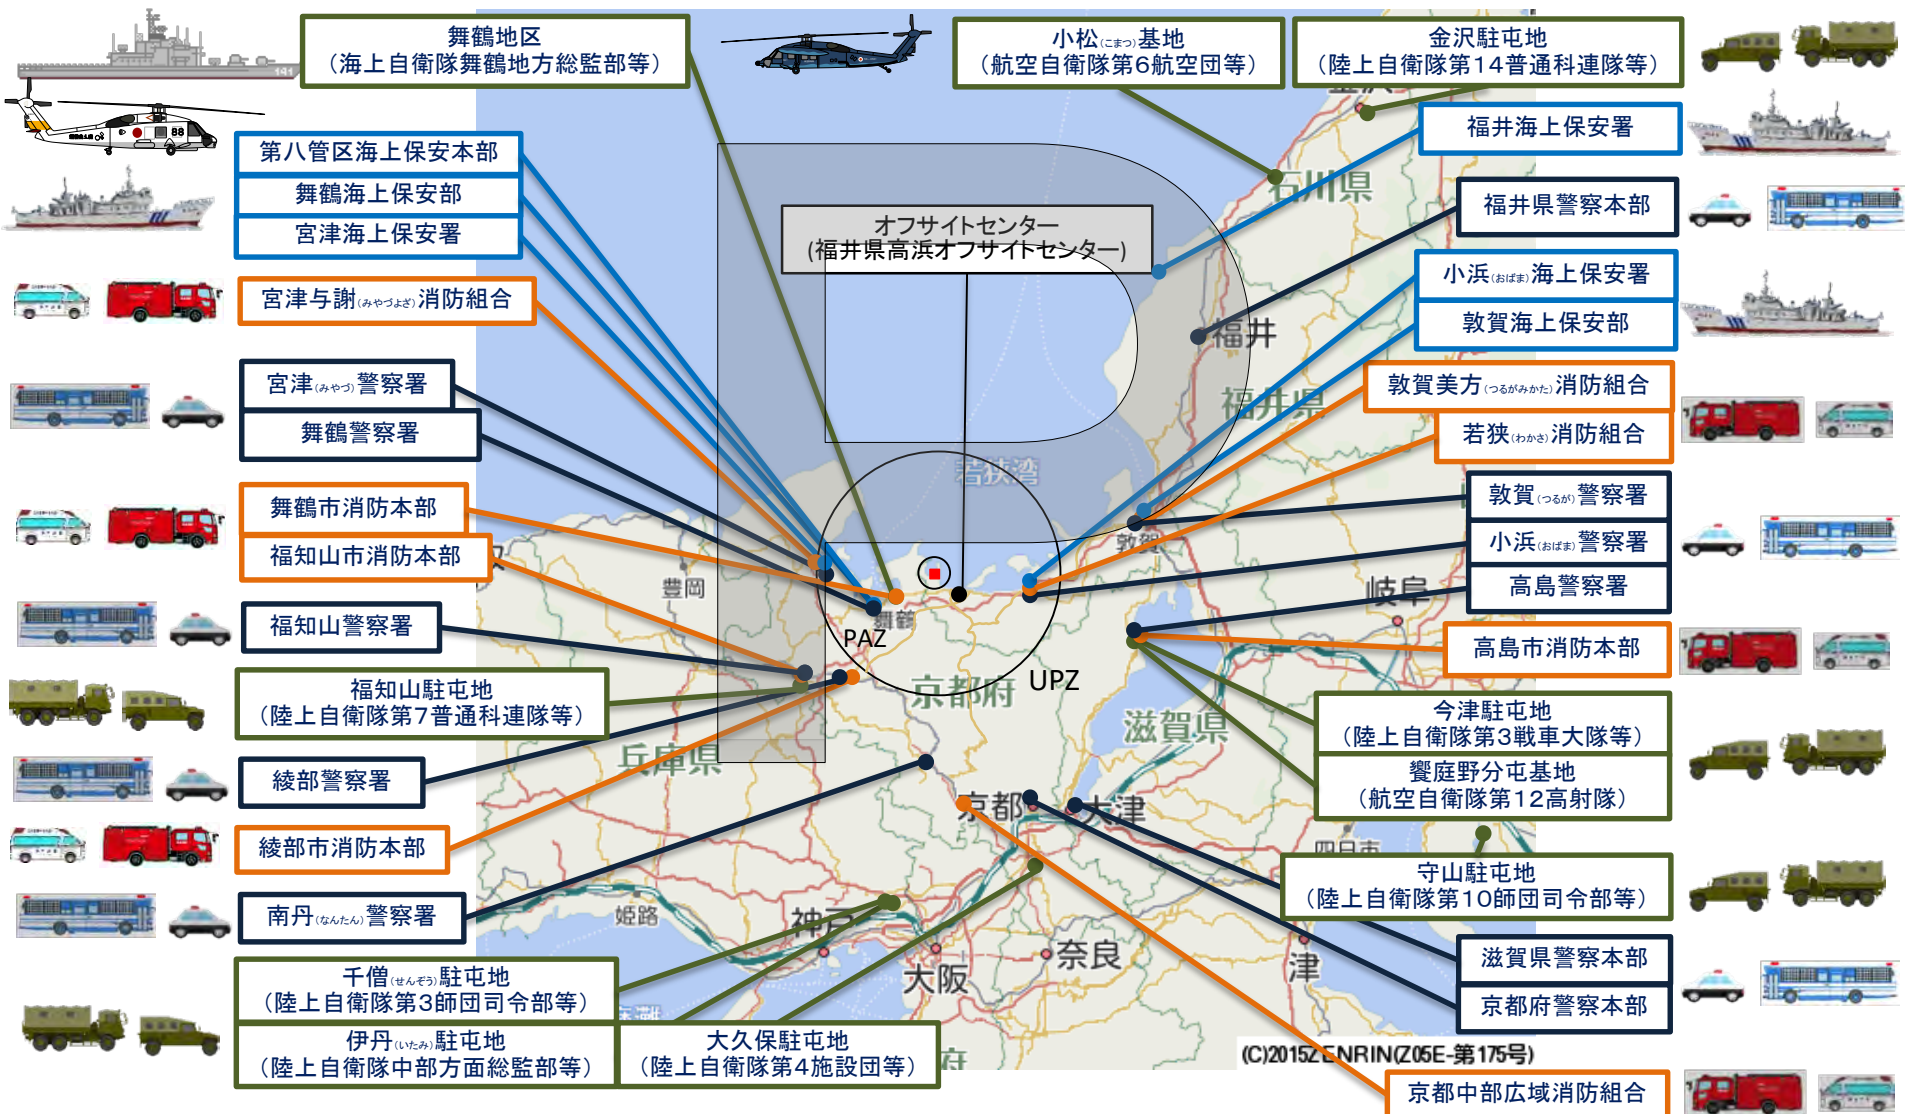 舞鶴地区
（海上自衛隊舞鶴地方総監部等）
小松（こまつ）基地
（航空自衛隊第６航空団等）
金沢駐屯地
（陸上自衛隊第１４普通科連隊等）
141
88
第八管区海上保安本部
舞鶴海上保安部
宮津海上保安署
宮津与謝（みやづよざ）消防組合
宮津（みやづ）警察署
舞鶴警察署
舞鶴市消防本部
福知山市消防本部
福知山警察署
福知山駐屯地
（陸上自衛隊第７普通科連隊等）
綾部警察署
綾部市消防本部
南丹（なんたん）警察署
千僧（せんぞう）駐屯地
（陸上自衛隊第３師団司令部等）
伊丹（いたみ）駐屯地
（陸上自衛隊中部方面総監部等）
大久保駐屯地
（陸上自衛隊第４施設団等）
オフサイトセンター
(福井県高浜オフサイトセンター)
福井海上保安署
福井県警察本部
小浜（おばま）海上保安署
敦賀海上保安部
敦賀美方（つるがみかた）消防組合
若狭（わかさ）消防組合
敦賀（つるが）警察署
小浜（おばま）警察署
高島警察署
高島市消防本部
今津駐屯地
（陸上自衛隊第３戦車大隊等）
饗庭野分屯基地
（航空自衛隊第１２高射隊）
守山駐屯地
（陸上自衛隊第１０師団司令部等）
滋賀県警察本部
京都府警察本部
京都中部広域消防組合
石川県
福井
福井県
若狭湾
敦賀
豊岡
舞鶴
PAZ
UPZ
岐阜
京都府
滋賀県
兵庫県
京都
大津
四日市
姫路
神戸
大阪
奈良
津
(C)2015ZENRIN(Z05E-第175号)